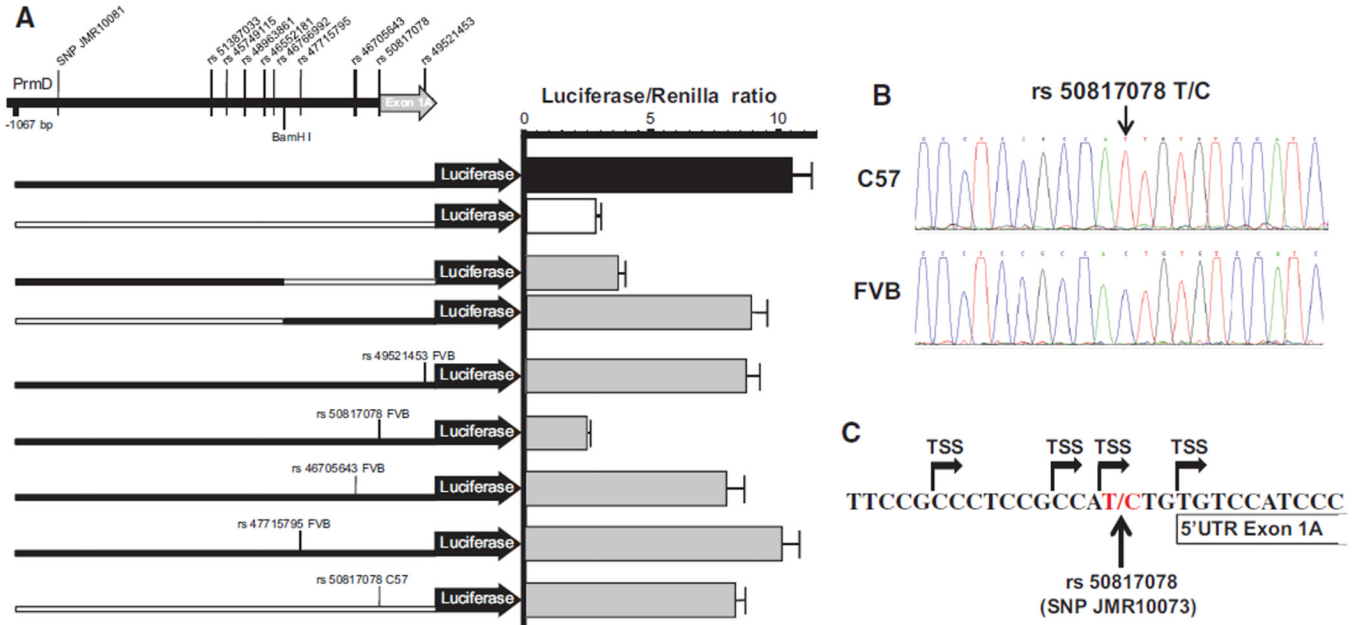 A
SNP JMR10081
rs 51387033
rs 45749115
rs 48963861
rs 46552181
rs 46766992
rs 47715795
rs 46705643
rs 50817078
rs 49521453
PrmD
Exon 1A
-1067 bp
BamH I
Luciferase/Renilla ratio
0 5 10
Luciferase
Luciferase
Luciferase
Luciferase
rs 49521453 FVB
Luciferase
rs 50817078 FVB
Luciferase
rs 46705643 FVB
Luciferase
rs 47715795 FVB
Luciferase
rs 50817078 C57
Luciferase
B
rs 50817078 T/C
C57
FVB
C
TSS TSS TSS TSS
TTCCGCCCTCCGCCAT/CTGTGTCCATCCC
5'UTR Exon 1A
rs 50817078
(SNP JMR10073)